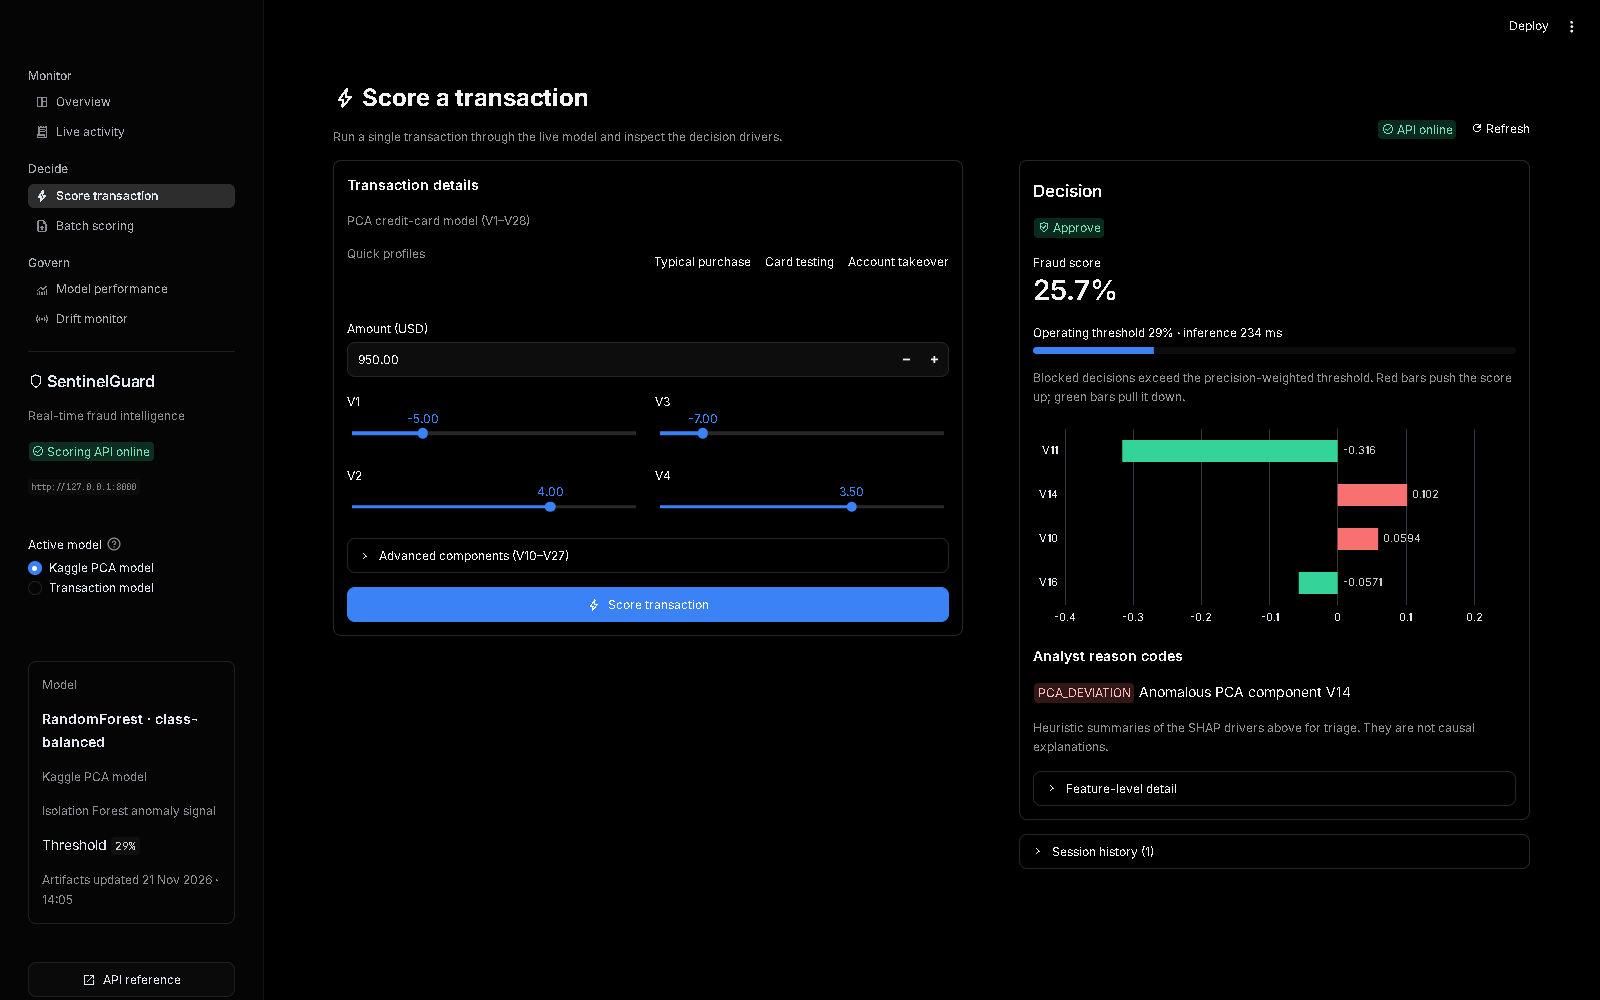 Deploy
Monitor
Overview
Live activity
Decide
Score transaction
Batch scoring
Govern
Model performance
Drift monitor
SentinelGuard
Real-time fraud intelligence
Scoring API online
http://127.0.0.1:8000
Active model
Kaggle PCA model
Transaction model
Model
RandomForest · class-
balanced
Kaggle PCA model
Isolation Forest anomaly signal
Threshold 29%
Artifacts updated 21 Nov 2026 ·
14:05
API reference
Score a transaction
Run a single transaction through the live model and inspect the decision drivers.
API online
Refresh
Transaction details
PCA credit-card model (V1–V28)
Quick profiles
Typical purchase
Card testing
Account takeover
Amount (USD)
950.00
V1
-5.00
V3
-7.00
V2
4.00
V4
3.50
Advanced components (V10–V27)
Score transaction
Decision
Approve
Fraud score
25.7%
Operating threshold 29% · inference 234 ms
Blocked decisions exceed the precision-weighted threshold. Red bars push the score
up; green bars pull it down.
V11
-0.316
V14
0.102
V10
0.0594
V16
-0.0571
-0.4
-0.3
-0.2
-0.1
0
0.1
0.2
Analyst reason codes
PCA_DEVIATION Anomalous PCA component V14
Heuristic summaries of the SHAP drivers above for triage. They are not causal
explanations.
Feature-level detail
Session history (1)